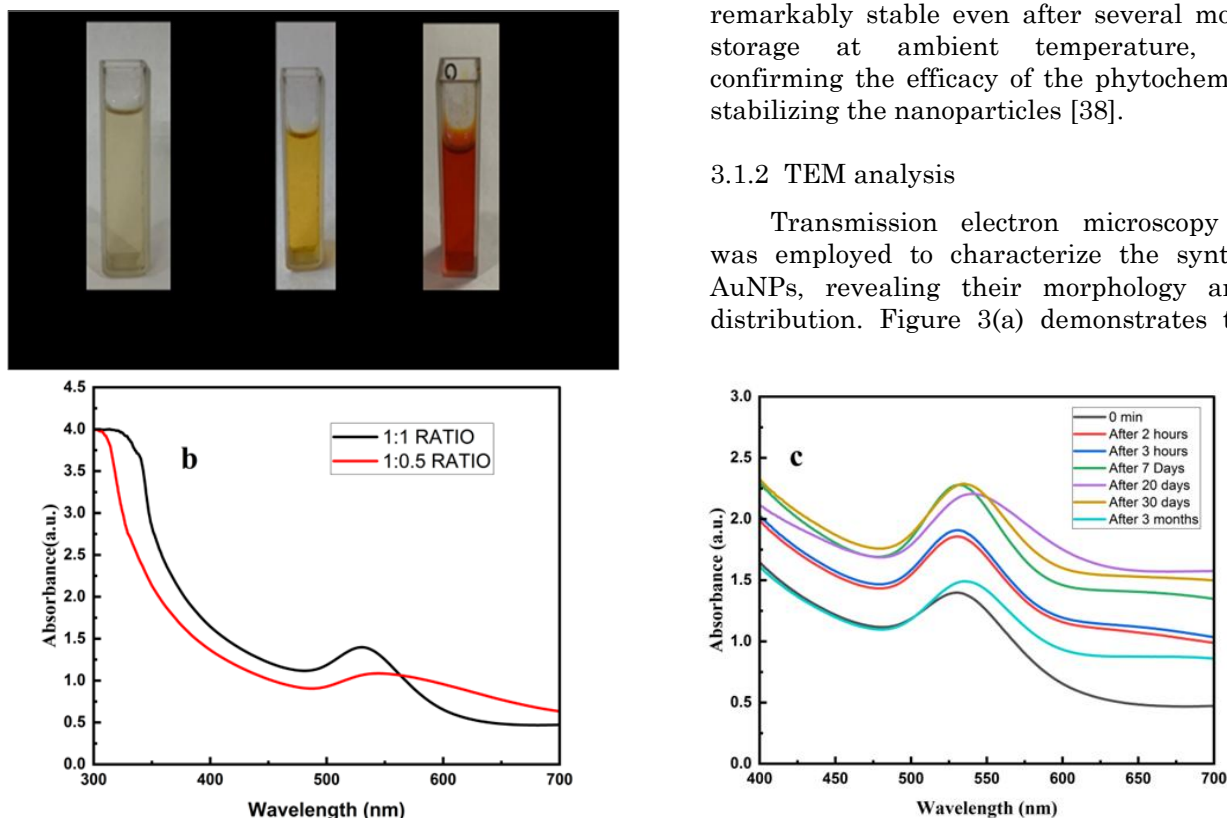 remarkably stable even after several mo
storage at ambient temperature,
confirming the efficacy of the phytochem
stabilizing the nanoparticles [38].
3.1.2 TEM analysis
Transmission electron microscopy
was employed to characterize the synt
AuNPs, revealing their morphology a
distribution. Figure 3(a) demonstrates t
b
1:1 RATIO
1:0.5 RATIO
Absorbance(a.u.)
4.5
4.0
3.5
3.0
2.5
2.0
1.5
1.0
0.5
0.0
300 400 500 600 700
Wavelength (nm)
c
0 min
After 2 hours
After 3 hours
After 7 Days
After 20 days
After 30 days
After 3 months
Absorbance (a.u.)
3.0
2.5
2.0
1.5
1.0
0.5
0.0
400 450 500 550 600 650 700
Wavelength (nm)